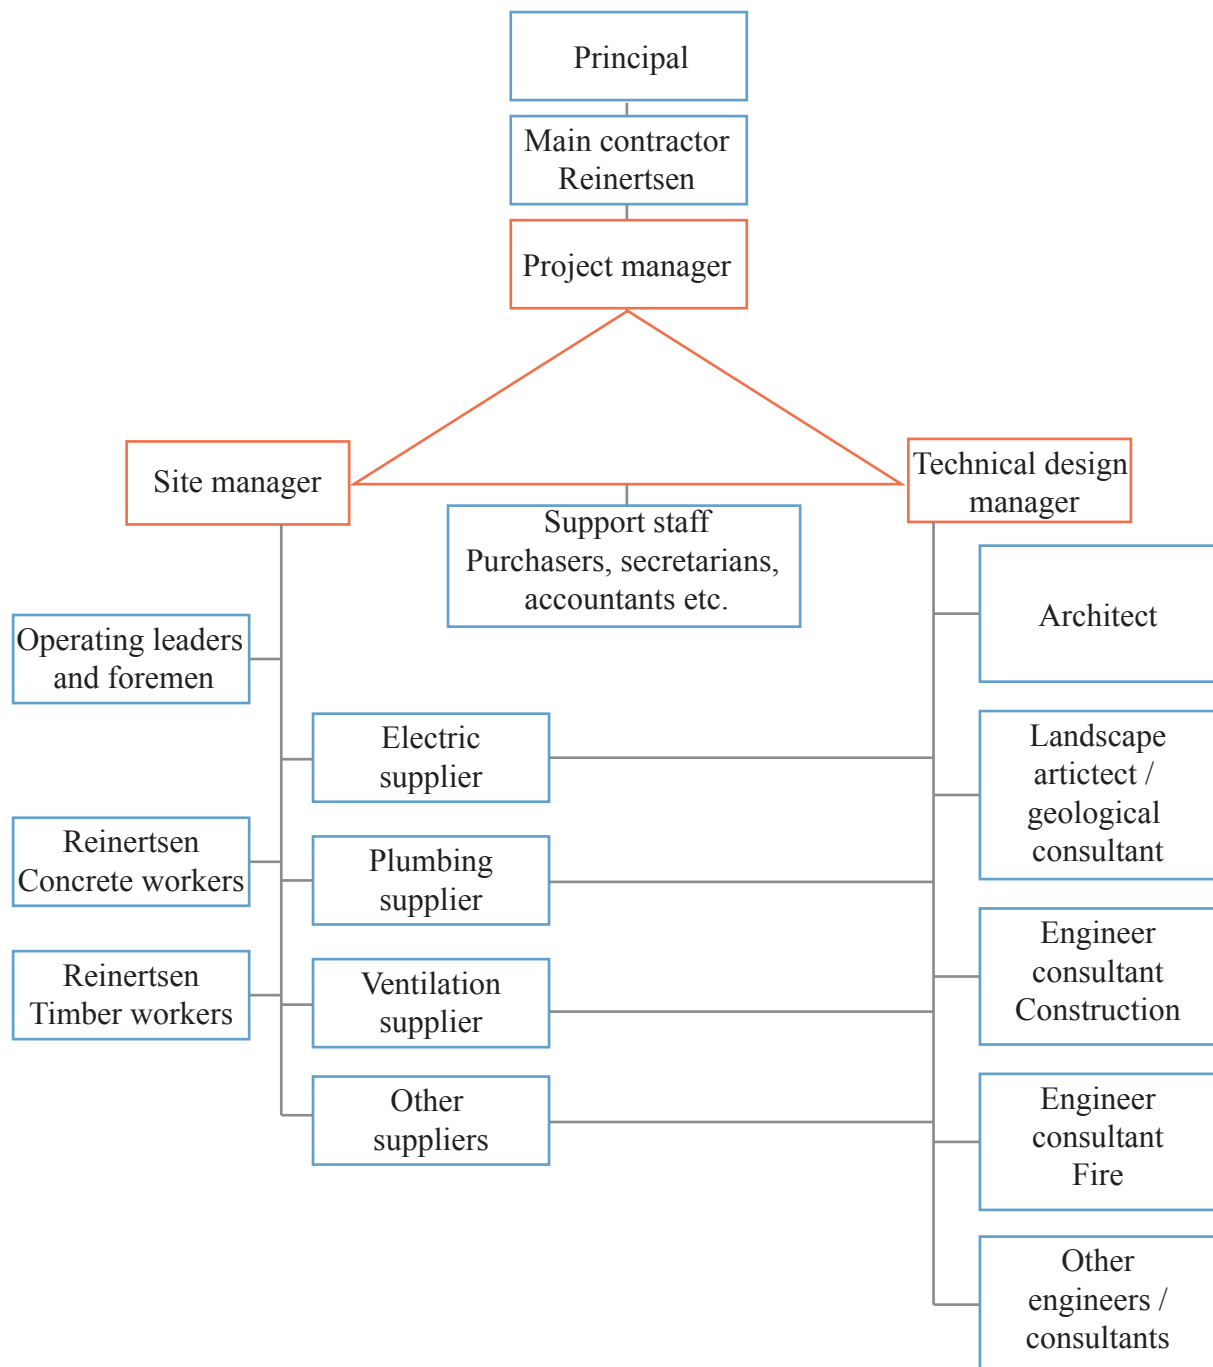 Principal
Main contractor
Reinertsen
Project manager
Site manager
Technical design
manager
Support staff
Purchasers, secretarians,
accountants etc.
Operating leaders
and foremen
Reinertsen
Concrete workers
Reinertsen
Timber workers
Electric
supplier
Plumbing
supplier
Ventilation
supplier
Other
suppliers
Architect
Landscape
artictect /
geological
consultant
Engineer
consultant
Construction
Engineer
consultant
Fire
Other
engineers /
consultants